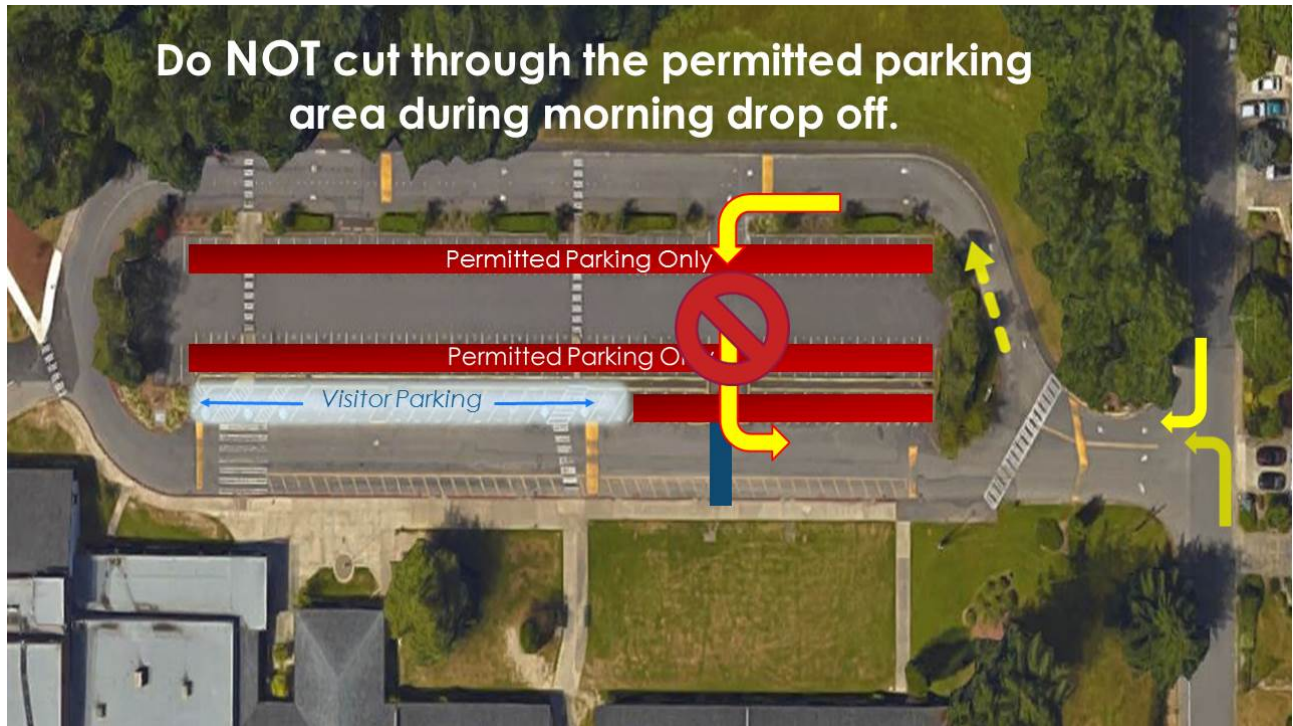 Do NOT cut through the permitted parking
area during morning drop off.
Permitted Parking Only
Permitted Parking Only
Visitor Parking